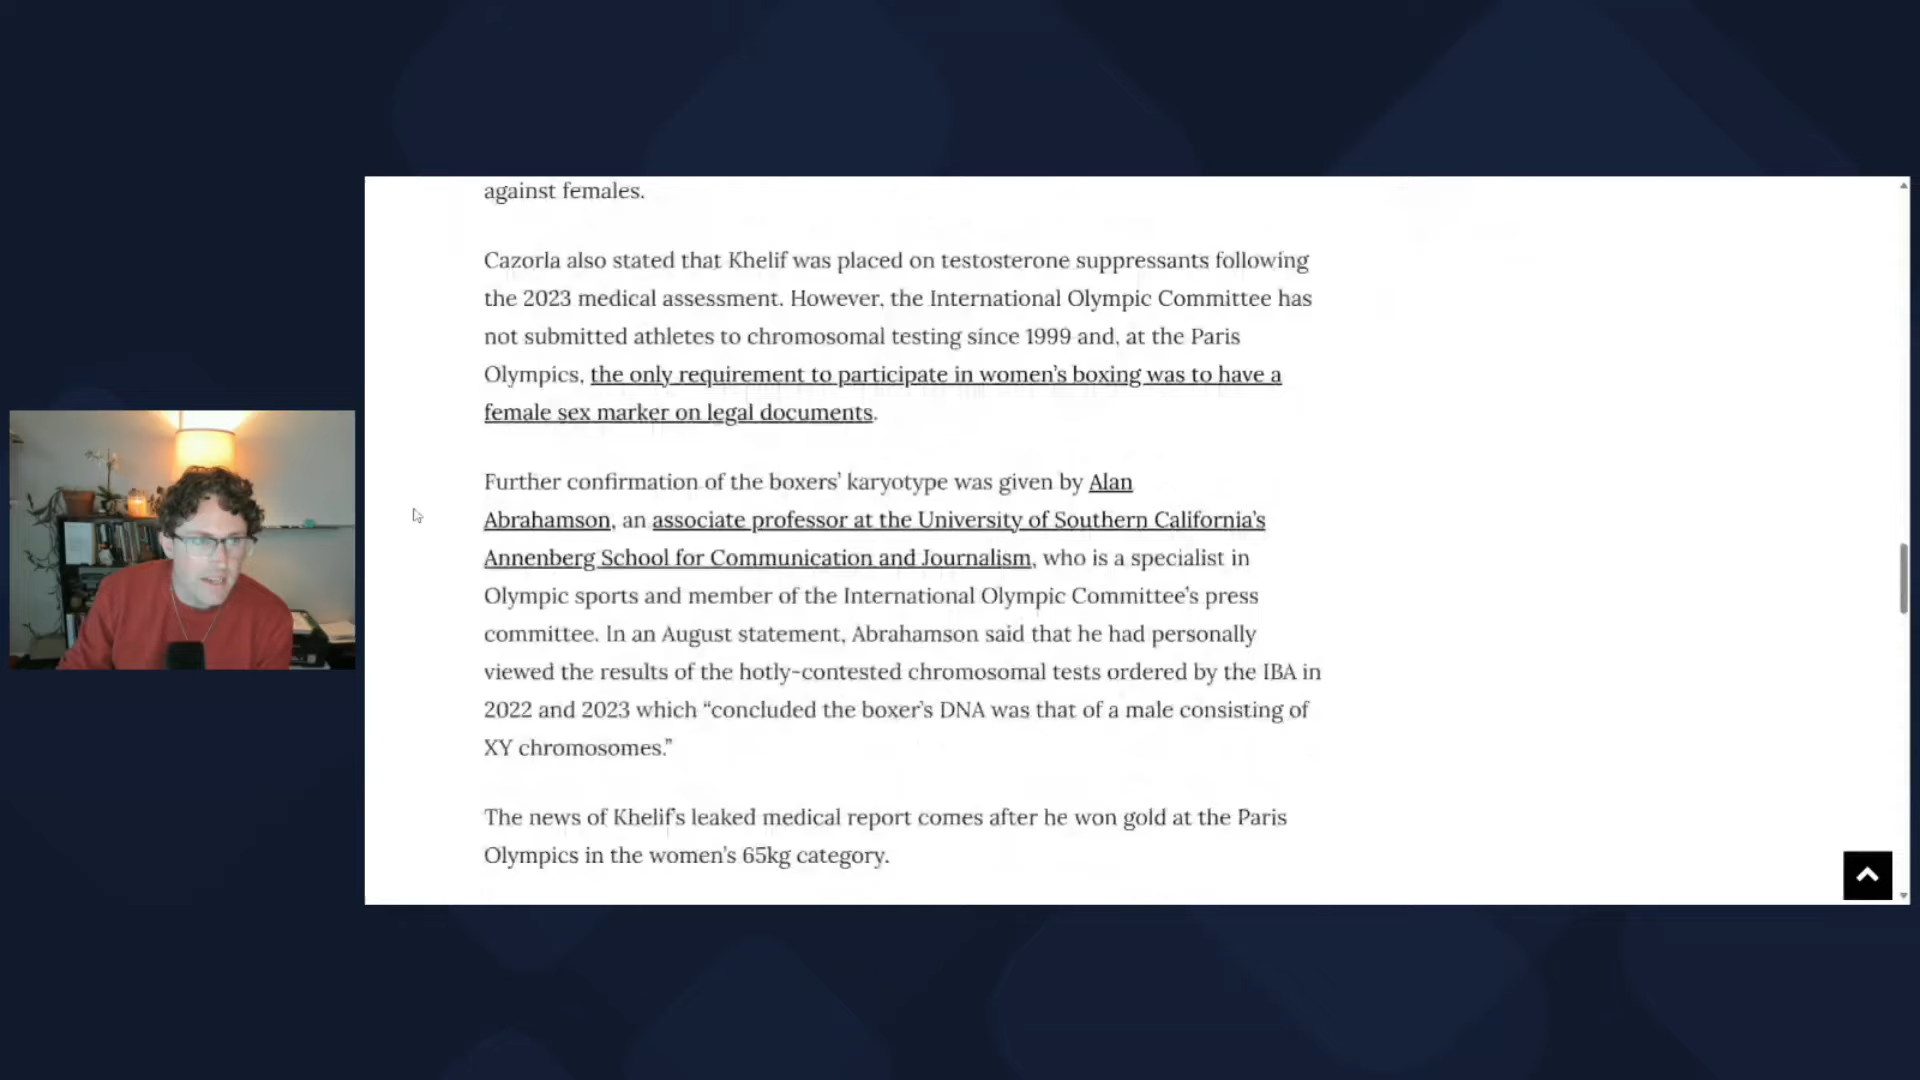 against females.
Cazorla also stated that Khelif was placed on testosterone suppressants following
the 2023 medical assessment. However, the International Olympic Committee has
not submitted athletes to chromosomal testing since 1999 and, at the Paris
Olympics, the only requirement to participate in women's boxing was to have a
female sex marker on legal documents.
Further confirmation of the boxers' karyotype was given by Alan
Abrahamson, an associate professor at the University of Southern California's
Annenberg School for Communication and Journalism, who is a specialist in
Olympic sports and member of the International Olympic Committee's press
committee. In an August statement, Abrahamson said that he had personally
viewed the results of the hotly-contested chromosomal tests ordered by the IBA in
2022 and 2023 which “concluded the boxer's DNA was that of a male consisting of
XY chromosomes.”
The news of Khelif's leaked medical report comes after he won gold at the Paris
Olympics in the women's 65kg category.